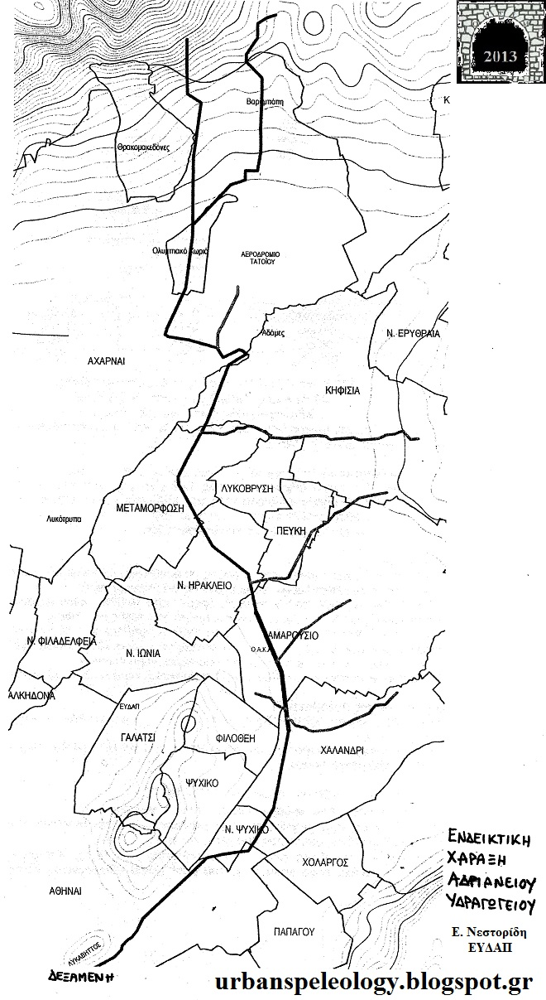 2013
Βαρυμπόπη
Κ
Θρακομακεδόνες
Ολυμπιακό Χωριό
ΑΕΡΟΔΡΟΜΙΟ
ΤΑΤΟΪΟΥ
Αδάμες
Ν. ΕΡΥΘΡΑΙΑ
ΑΧΑΡΝΑΙ
ΚΗΦΙΣΙΑ
ΛΥΚΟΒΡΥΣΗ
ΜΕΤΑΜΟΡΦΩΣΗ
Λυκότρυπα
ΠΕΥΚΗ
Ν. ΗΡΑΚΛΕΙΟ
ΑΜΑΡΟΥΣΙΟ
Ν. ΦΙΛΑΔΕΛΦΕΙΑ
Ο.Α.Κ.Α
Ν. ΙΩΝΙΑ
ΑΛΚΗΔΟΝΑ
ΕΥΔΑΠ
ΓΑΛΑΤΣΙ
ΦΙΛΟΘΕΗ
ΧΑΛΑΝΔΡΙ
ΨΥΧΙΚΟ
Ν. ΨΥΧΙΚΟ
ΧΟΛΑΡΓΟΣ
ΕΝΔΕΙΚΤΙΚΗ
ΧΑΡΑΞΗ
ΑΔΡΙΑΝΕΙΟΥ
ΥΔΡΑΓΩΓΕΙΟΥ
ΑΘΗΝΑΙ
ΠΑΠΑΓΟΥ
Ε. Νεστορίδη
ΕΥΔΑΠ
ΛΥΚΑΒΗΤΤΟΣ
ΔΕΞΑΜΕΝΗ
urbanspeleology.blogspot.gr